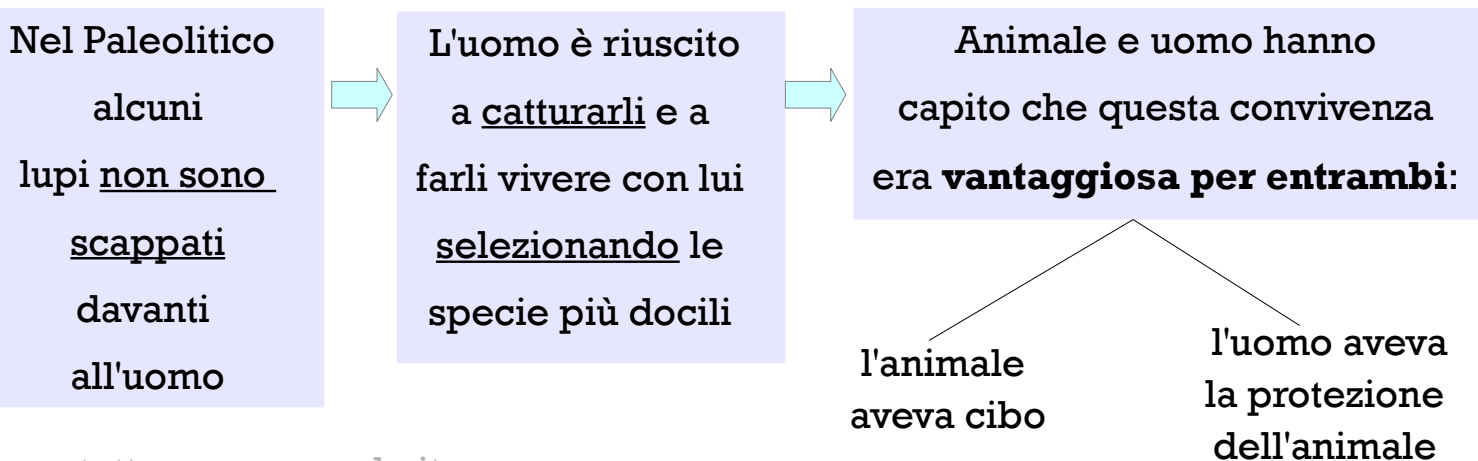 Nel Paleolitico
alcuni
lupi non sono
scappati
davanti
all'uomo
L'uomo è riuscito
a catturarli e a
farli vivere con lui
selezionando le
specie più docili
Animale e uomo hanno
capito che questa convivenza
era vantaggiosa per entrambi:
l'animale
aveva cibo
l'uomo aveva
la protezione
dell'animale